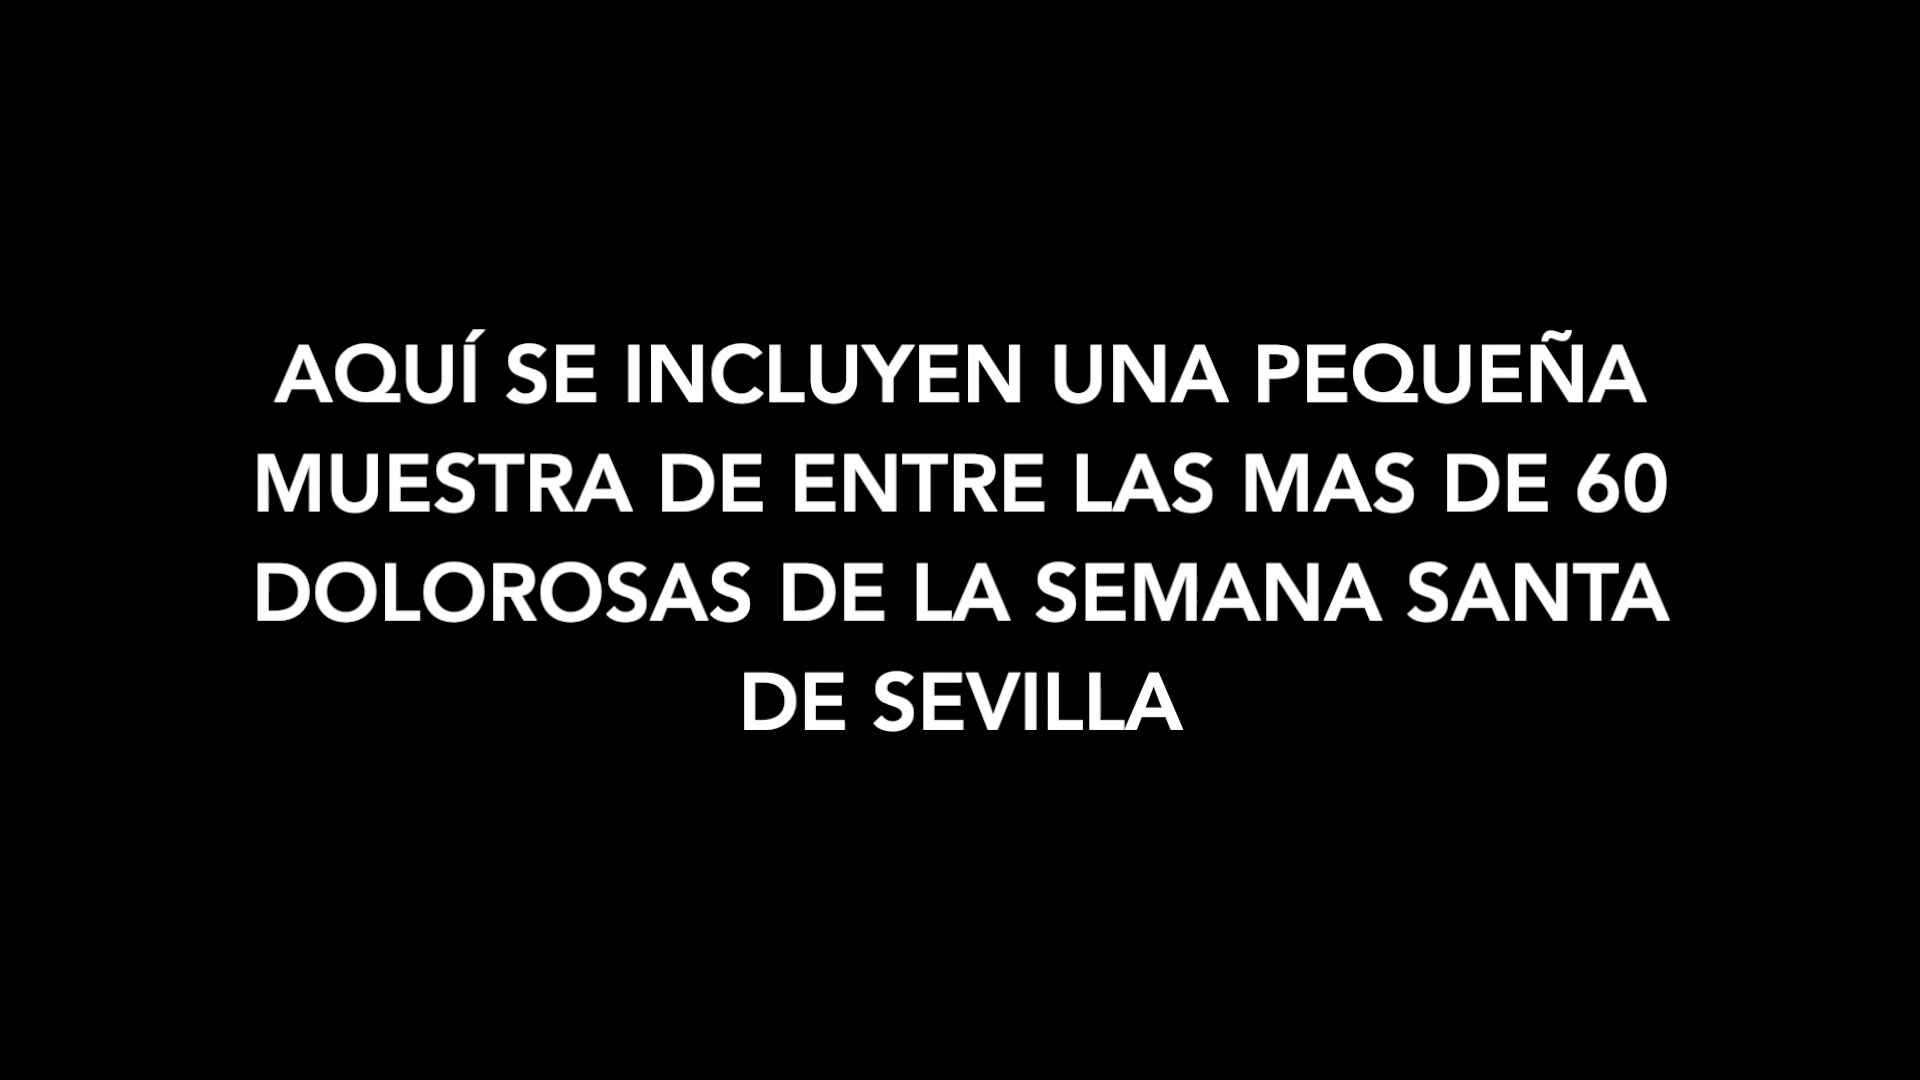 AQUÍ SE INCLUYEN UNA PEQUEÑA
MUESTRA DE ENTRE LAS MAS DE 60
DOLOROSAS DE LA SEMANA SANTA
DE SEVILLA